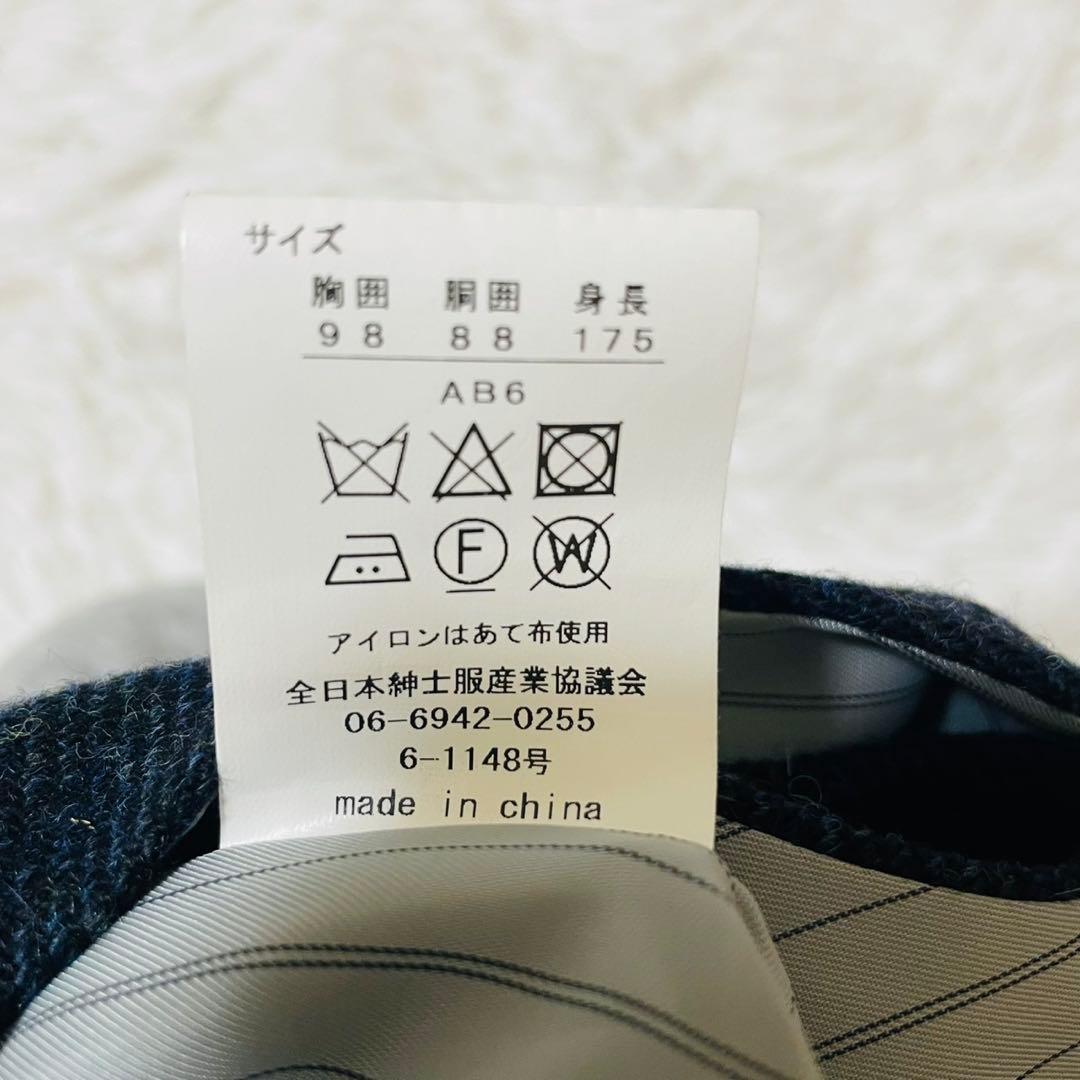 サイズ
胸囲 胴囲 身長
98 88 175
AB6
F W
アイロンはあて布使用
全日本紳士服産業協議会
06-6942-0255
6-1148号
made in china